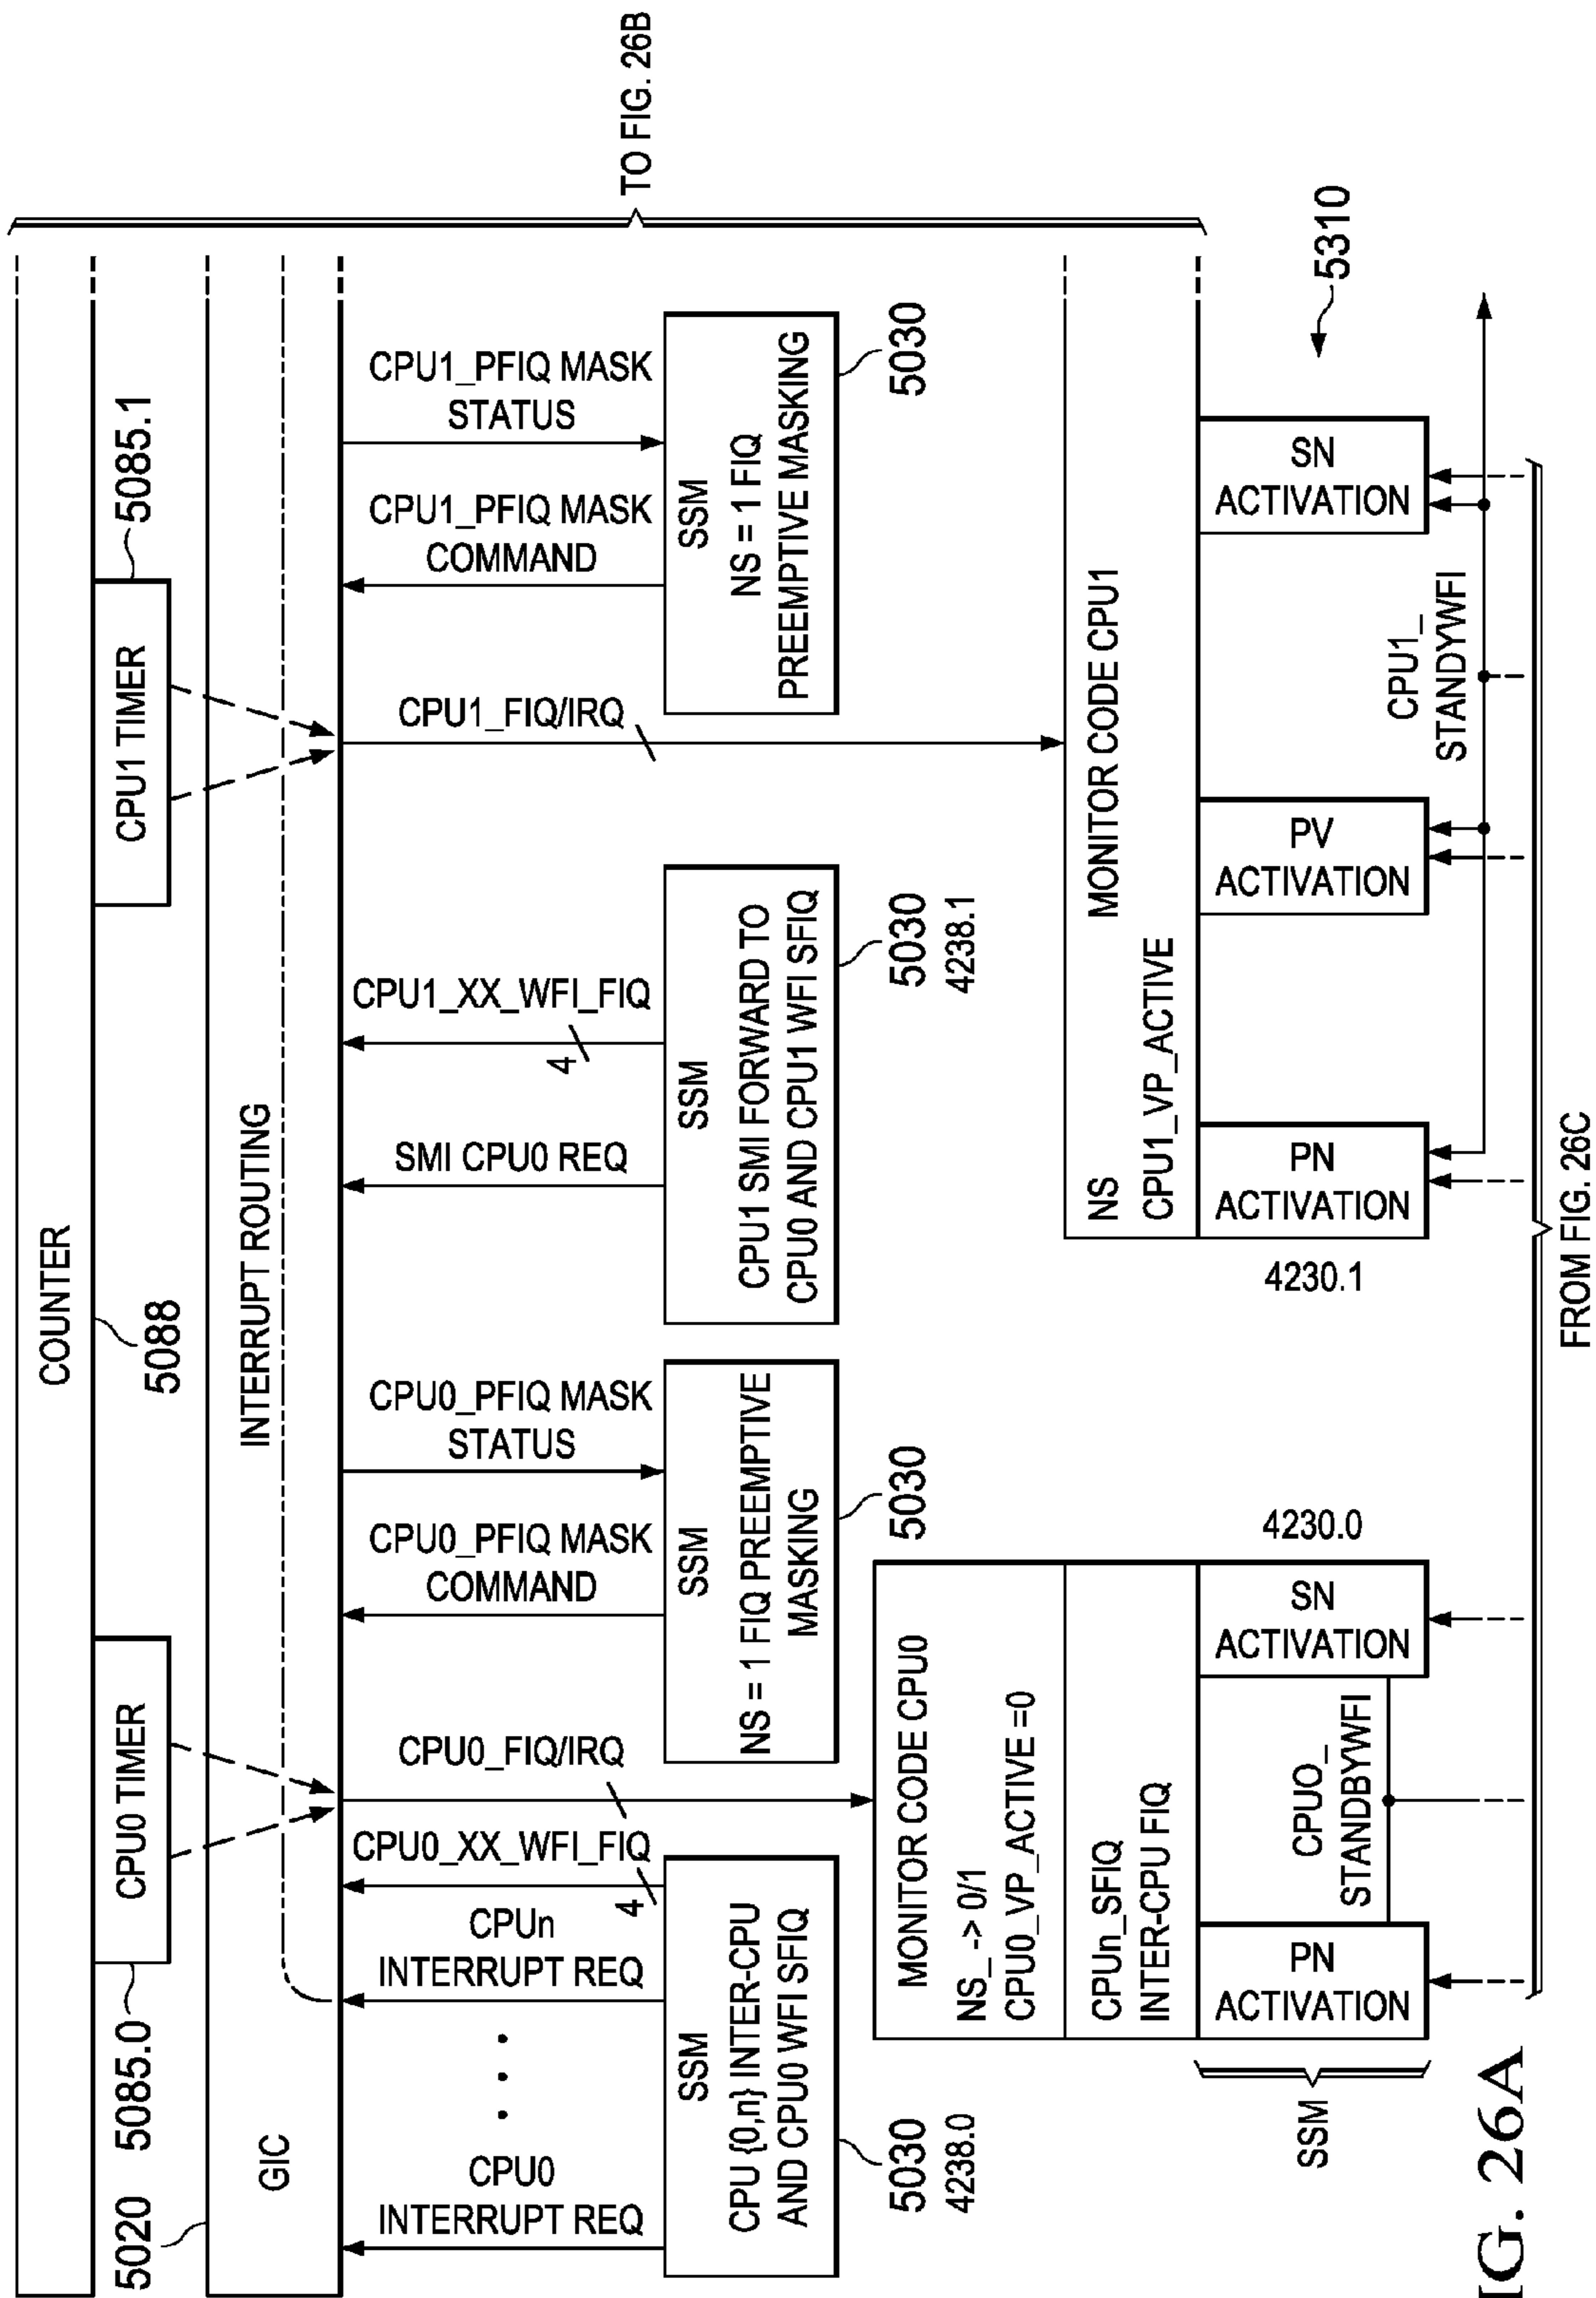 COUNTER
5088
CPU0 TIMER
5085.0
CPU1 TIMER
5085.1
5020
GIC
INTERRUPT ROUTING
TO FIG. 26B
CPU0
INTERRUPT REQ
CPUn
INTERRUPT REQ
CPU0_XX_WFI_FIQ
4
CPU0_FIQ/IRQ
CPU0_PFIQ MASK
COMMAND
CPU0_PFIQ MASK
STATUS
SMI CPU0 REQ
CPU1_XX_WFI_FIQ
4
CPU1_FIQ/IRQ
CPU1_PFIQ MASK
COMMAND
CPU1_PFIQ MASK
STATUS
SSM
CPU {0,n} INTER-CPU
AND CPU0 WFI SFIQ
5030
4238.0
SSM
NS = 1 FIQ PREEMPTIVE
MASKING
5030
SSM
CPU1 SMI FORWARD TO
CPU0 AND CPU1 WFI SFIQ
5030
4238.1
SSM
NS = 1 FIQ
PREEMPTIVE MASKING
5030
MONITOR CODE CPU0
NS_-> 0/1
CPU0_VP_ACTIVE =0
CPUn_SFIQ
INTER-CPU FIQ
NS
MONITOR CODE CPU1
CPU1_VP_ACTIVE
SSM
PN
ACTIVATION
CPUO_
STANDBYWFI
SN
ACTIVATION
4230.0
4230.1
PN
ACTIVATION
PV
ACTIVATION
CPU1_
STANDYWFI
SN
ACTIVATION
5310
FROM FIG. 26C
IG. 26A